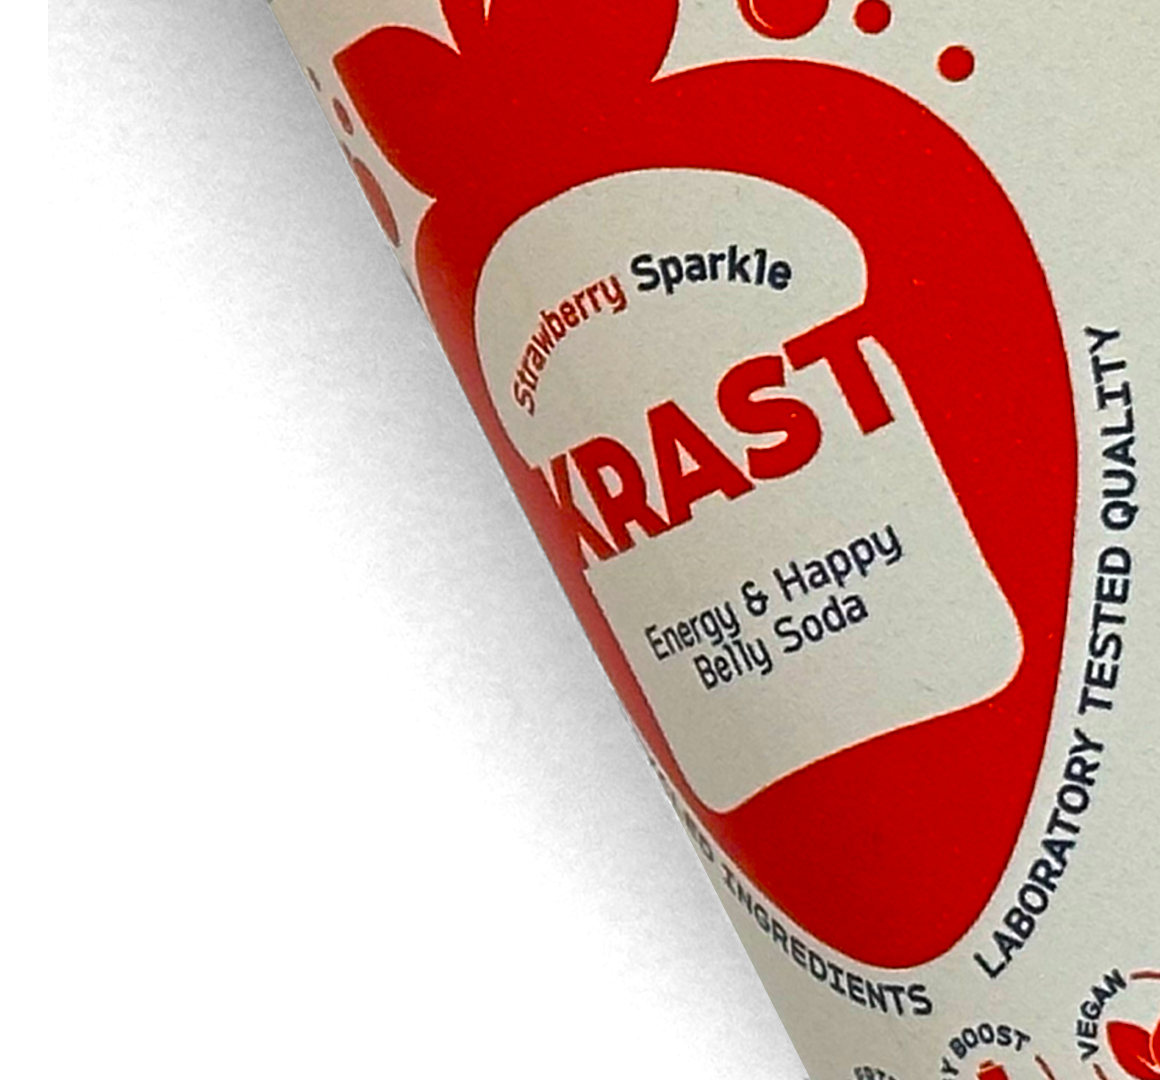 Strawberry Sparkle
KRAST
Energy & Happy
Belly Soda
INGREDIENTS
LABORATORY TESTED QUALITY
BOOST
VEGAN